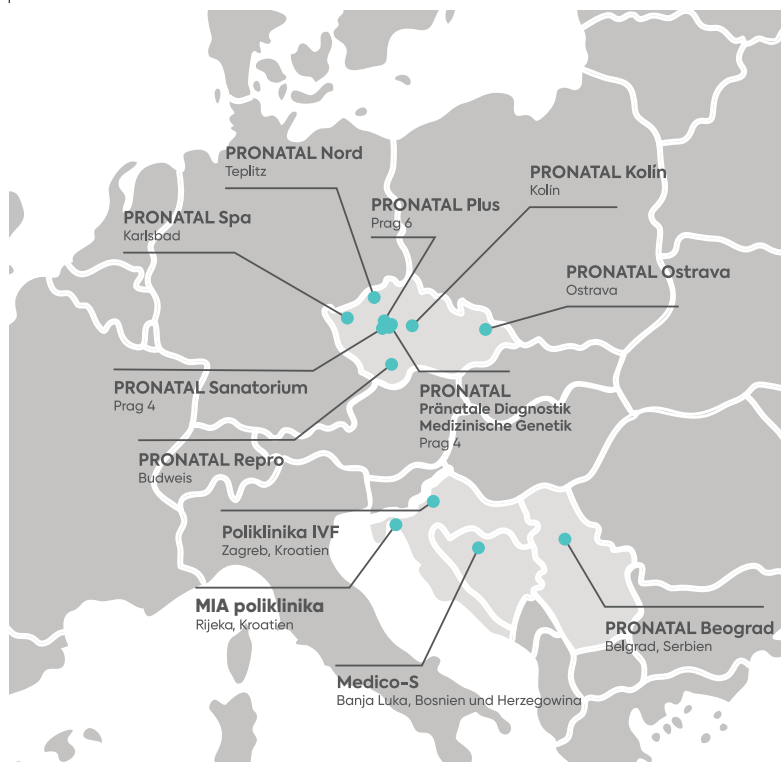 PRONATAL Nord
Teplitz
PRONATAL Kolín
Kolín
PRONATAL Plus
Prag 6
PRONATAL Spa
Karlsbad
PRONATAL Ostrava
Ostrava
PRONATAL Sanatorium
Prag 4
PRONATAL
Pränatale Diagnostik
Medizinische Genetik
Prag 4
PRONATAL Repro
Budweis
Poliklinika IVF
Zagreb, Kroatien
MIA poliklinika
Rijeka, Kroatien
PRONATAL Beograd
Belgrad, Serbien
Medico-S
Banja Luka, Bosnien und Herzegowina